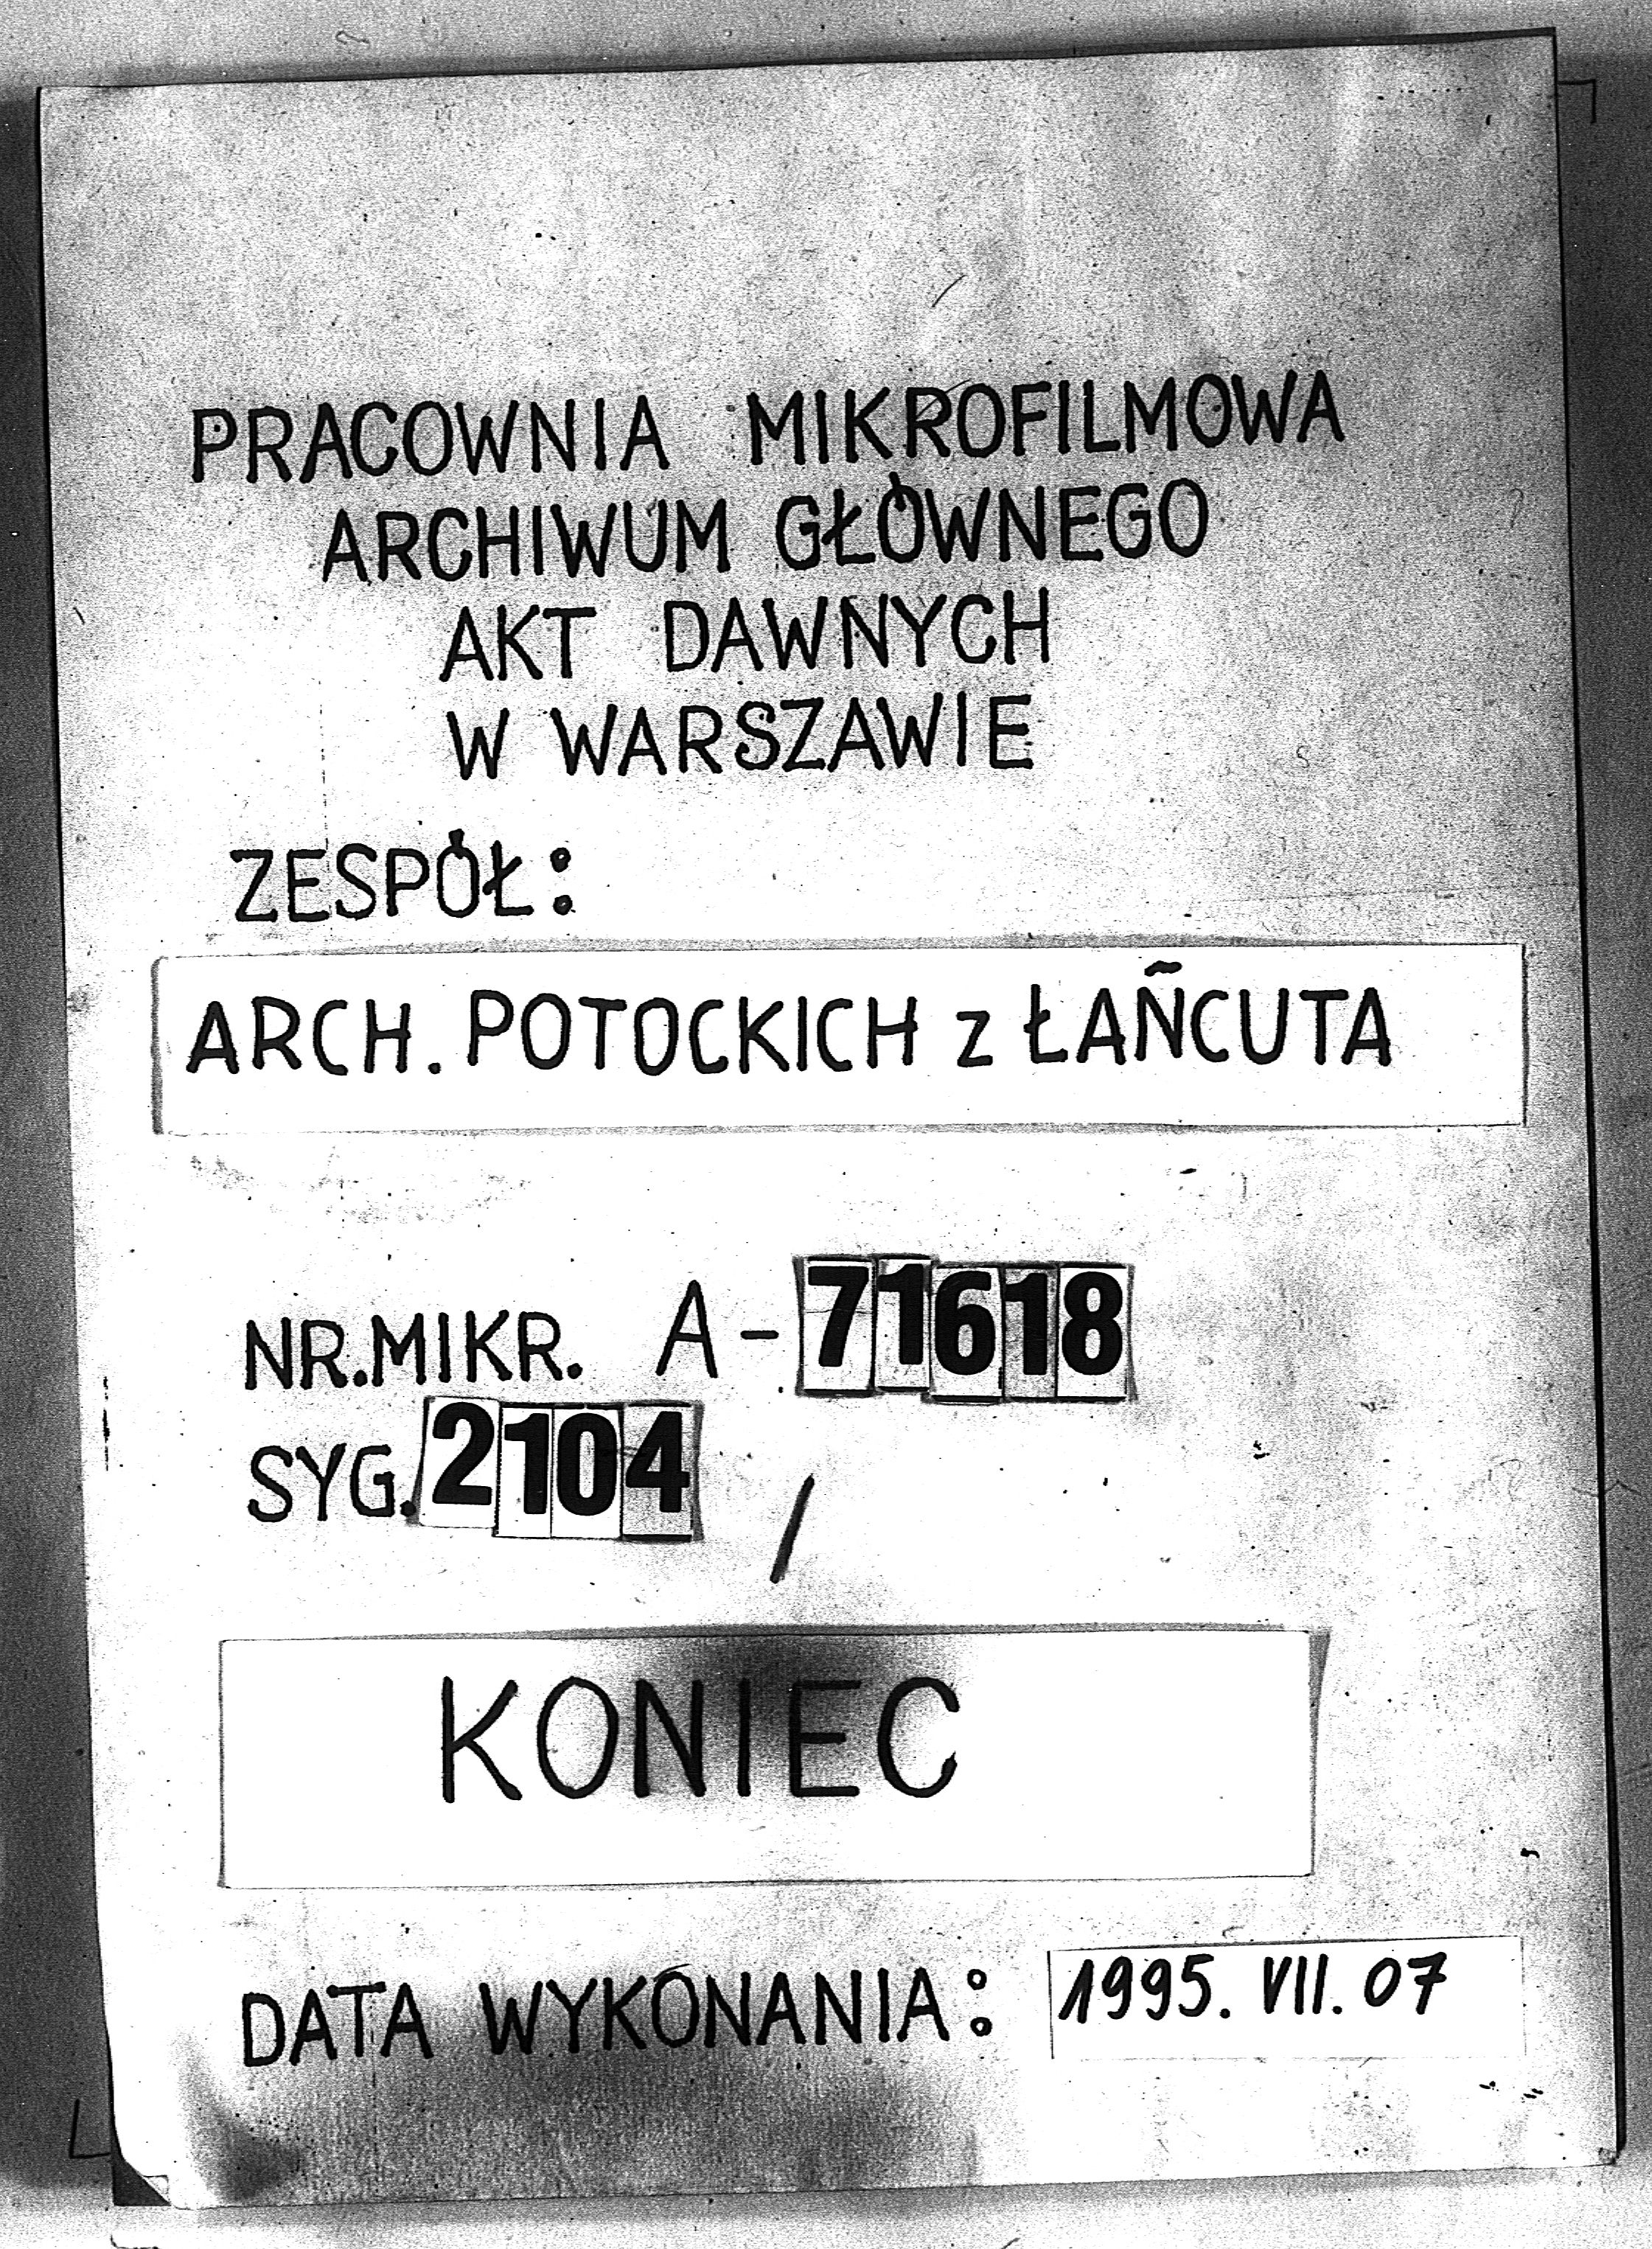 PRACOWNIA MIKROFILMOWA
ARCHIWUM GŁÓWNEGO
AKT DAWNYCH
W WARSZAWIE
ZESPÓŁ:
ARCH. POTOCKICH z ŁAŃCUTA
NR.MIKR. A-71618
SYG. 2104 /
KONIEC
DATA WYKONANIA: 1995. VII. 07